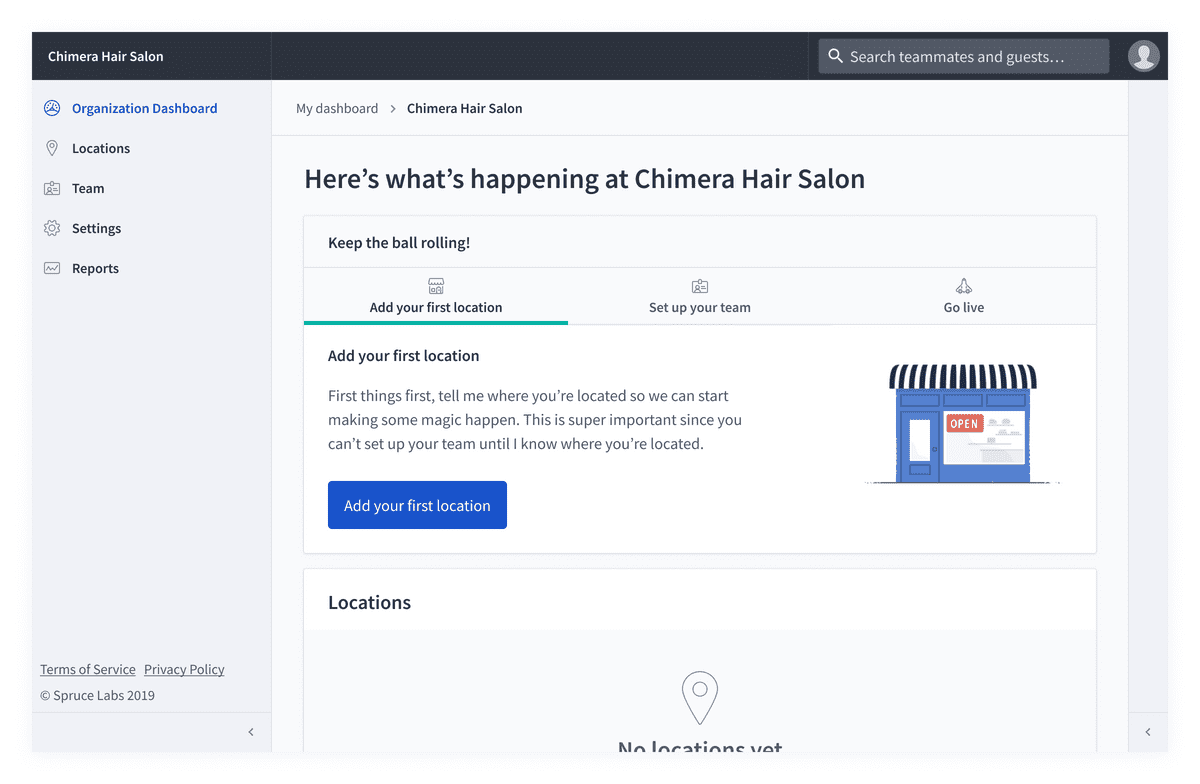 Chimera Hair Salon
Search teammates and guests…
Organization Dashboard
Locations
Team
Settings
Reports
Terms of Service Privacy Policy
© Spruce Labs 2019
My dashboard > Chimera Hair Salon
Here’s what’s happening at Chimera Hair Salon
Keep the ball rolling!
Add your first location
Set up your team
Go live
Add your first location
First things first, tell me where you’re located so we can start
making some magic happen. This is super important since you
can’t set up your team until I know where you’re located.
OPEN
Add your first location
Locations
No locations yet